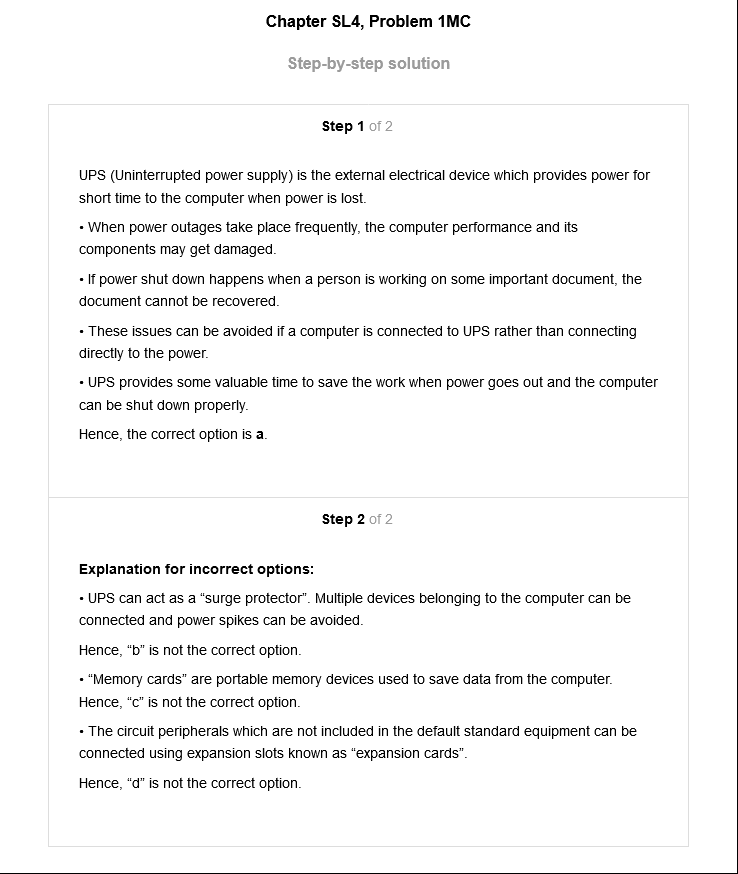 Chapter SL4, Problem 1MC
Step-by-step solution
Step 1 of 2
UPS (Uninterrupted power supply) is the external electrical device which provides power for
short time to the computer when power is lost.
• When power outages take place frequently, the computer performance and its
components may get damaged.
• If power shut down happens when a person is working on some important document, the
document cannot be recovered.
• These issues can be avoided if a computer is connected to UPS rather than connecting
directly to the power.
• UPS provides some valuable time to save the work when power goes out and the computer
can be shut down properly.
Hence, the correct option is a.
Step 2 of 2
Explanation for incorrect options:
• UPS can act as a “surge protector”. Multiple devices belonging to the computer can be
connected and power spikes can be avoided.
Hence, “b” is not the correct option.
• “Memory cards” are portable memory devices used to save data from the computer.
Hence, “c” is not the correct option.
• The circuit peripherals which are not included in the default standard equipment can be
connected using expansion slots known as “expansion cards”.
Hence, “d” is not the correct option.